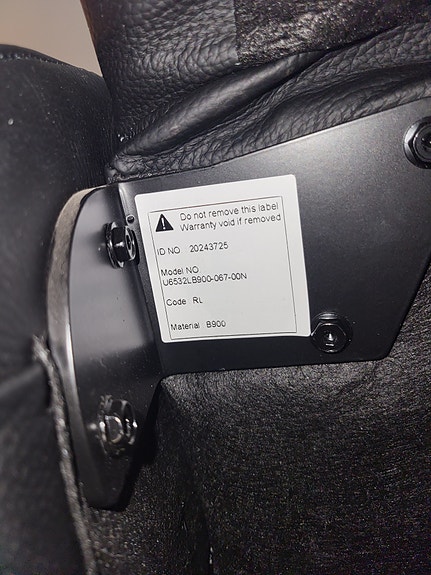 Do not remove this label
Warranty void if removed
ID NO 20243725
Model NO
U6532LB900-067-00N
Code RL
Material B900